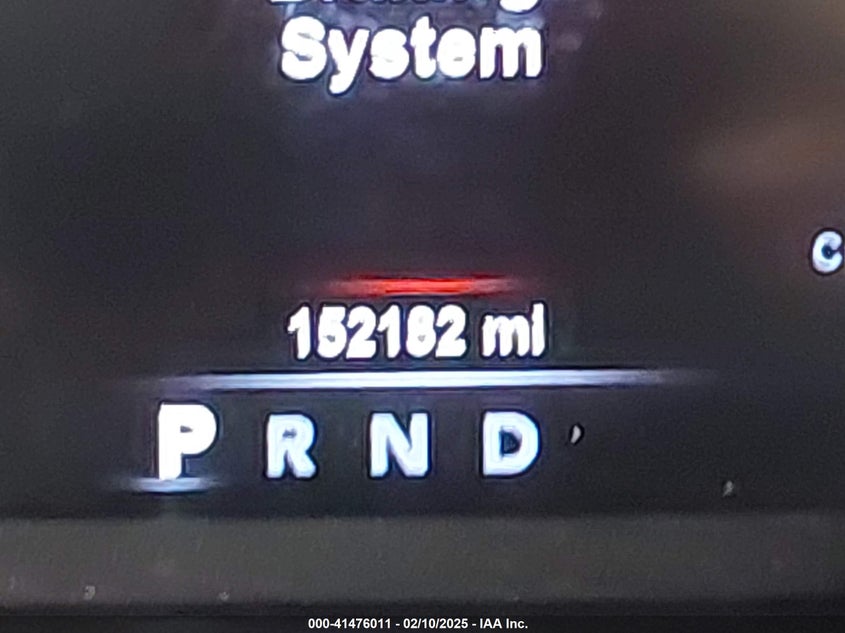 System
C
152182 mi
P R N D
000-41476011 - 02/10/2025 - IAA Inc.